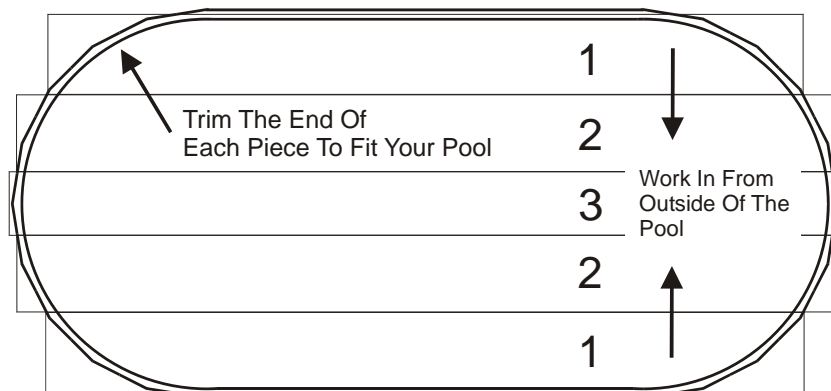 1
Trim The End Of
Each Piece To Fit Your Pool
2
Work In From
Outside Of The
Pool
3
2
1